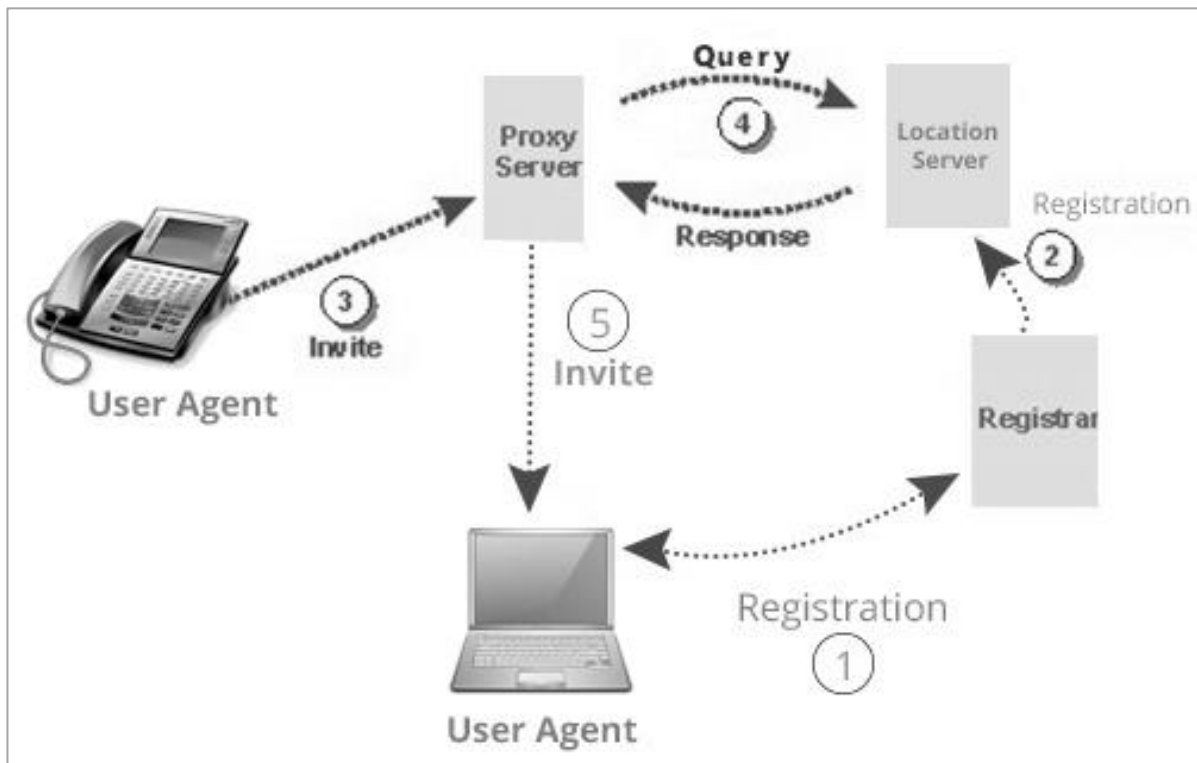 Query
4
Proxy
Server
Location
Server
Response
Registration
2
3
Invite
User Agent
5
Invite
Registrar
Registration
1
User Agent